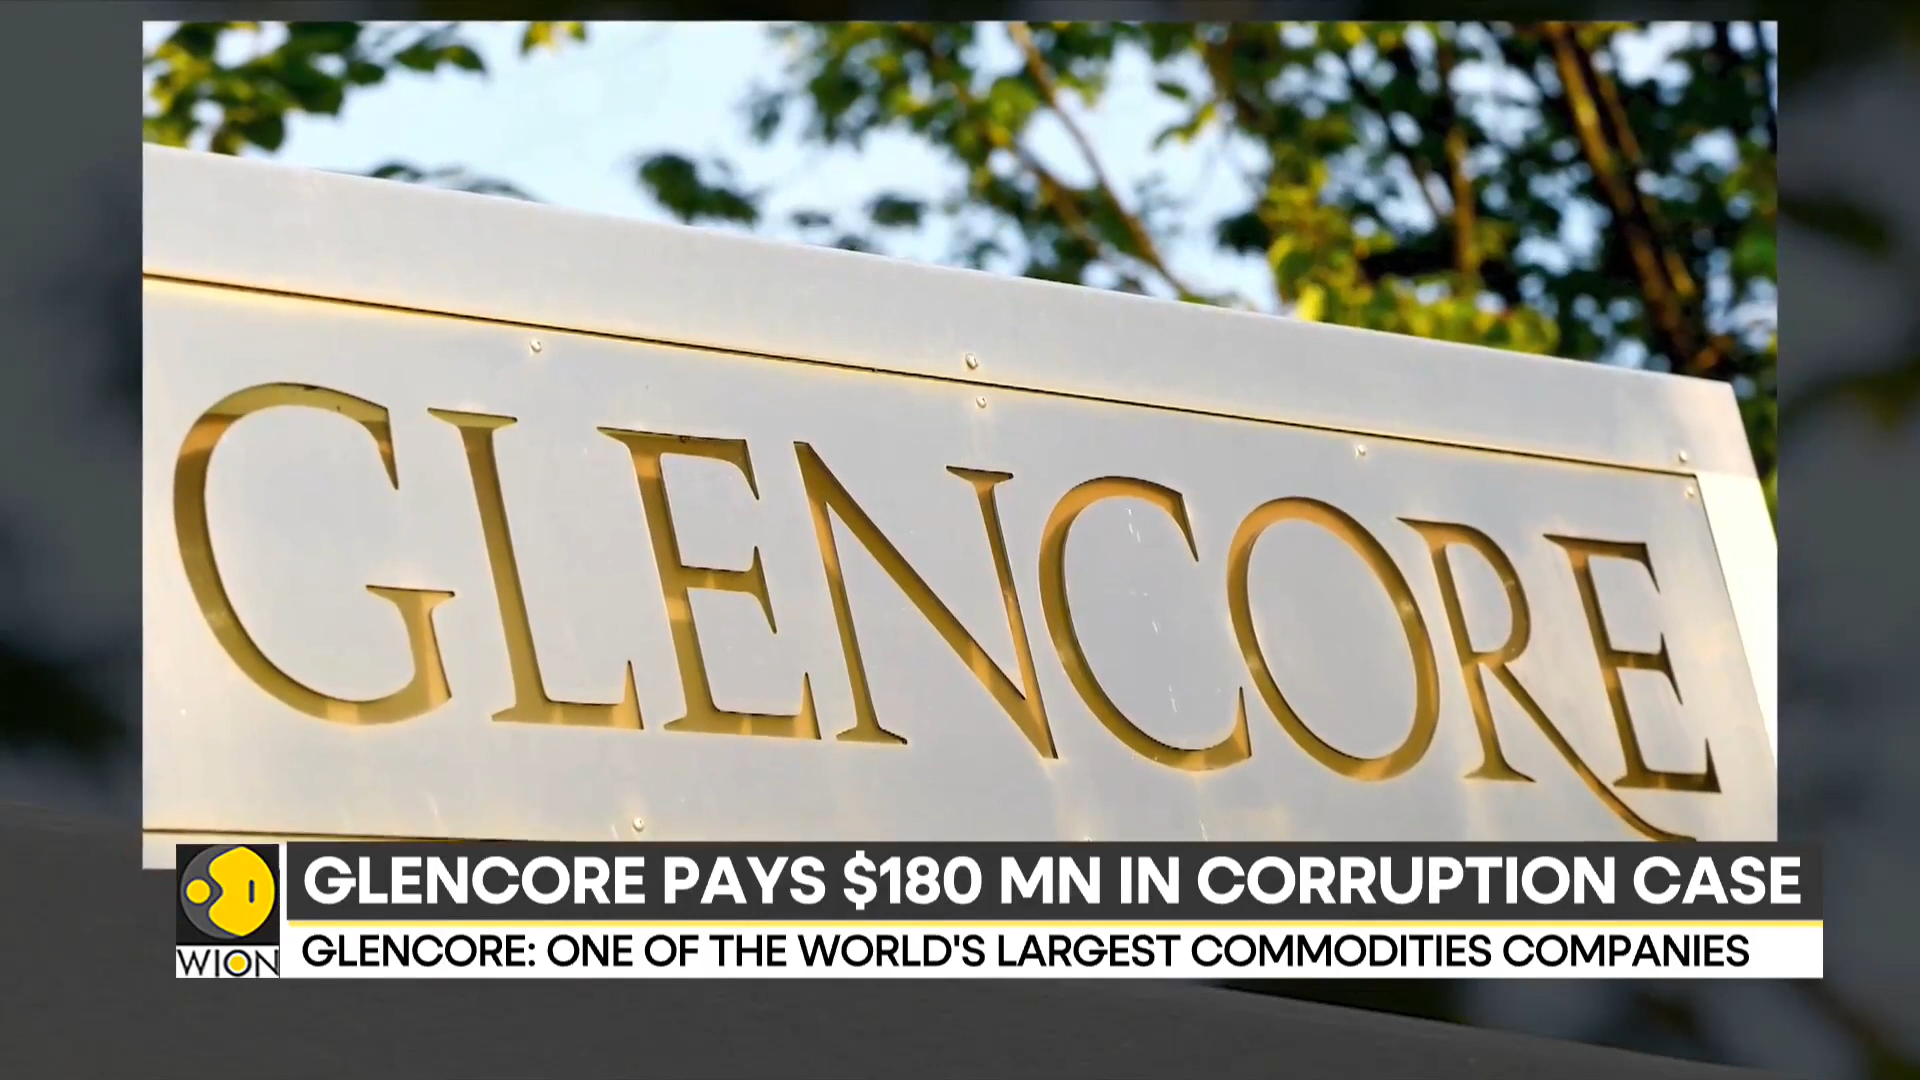 GLENCORE
GLENCORE PAYS $180 MN IN CORRUPTION CASE
WION
GLENCORE: ONE OF THE WORLD'S LARGEST COMMODITIES COMPANIES